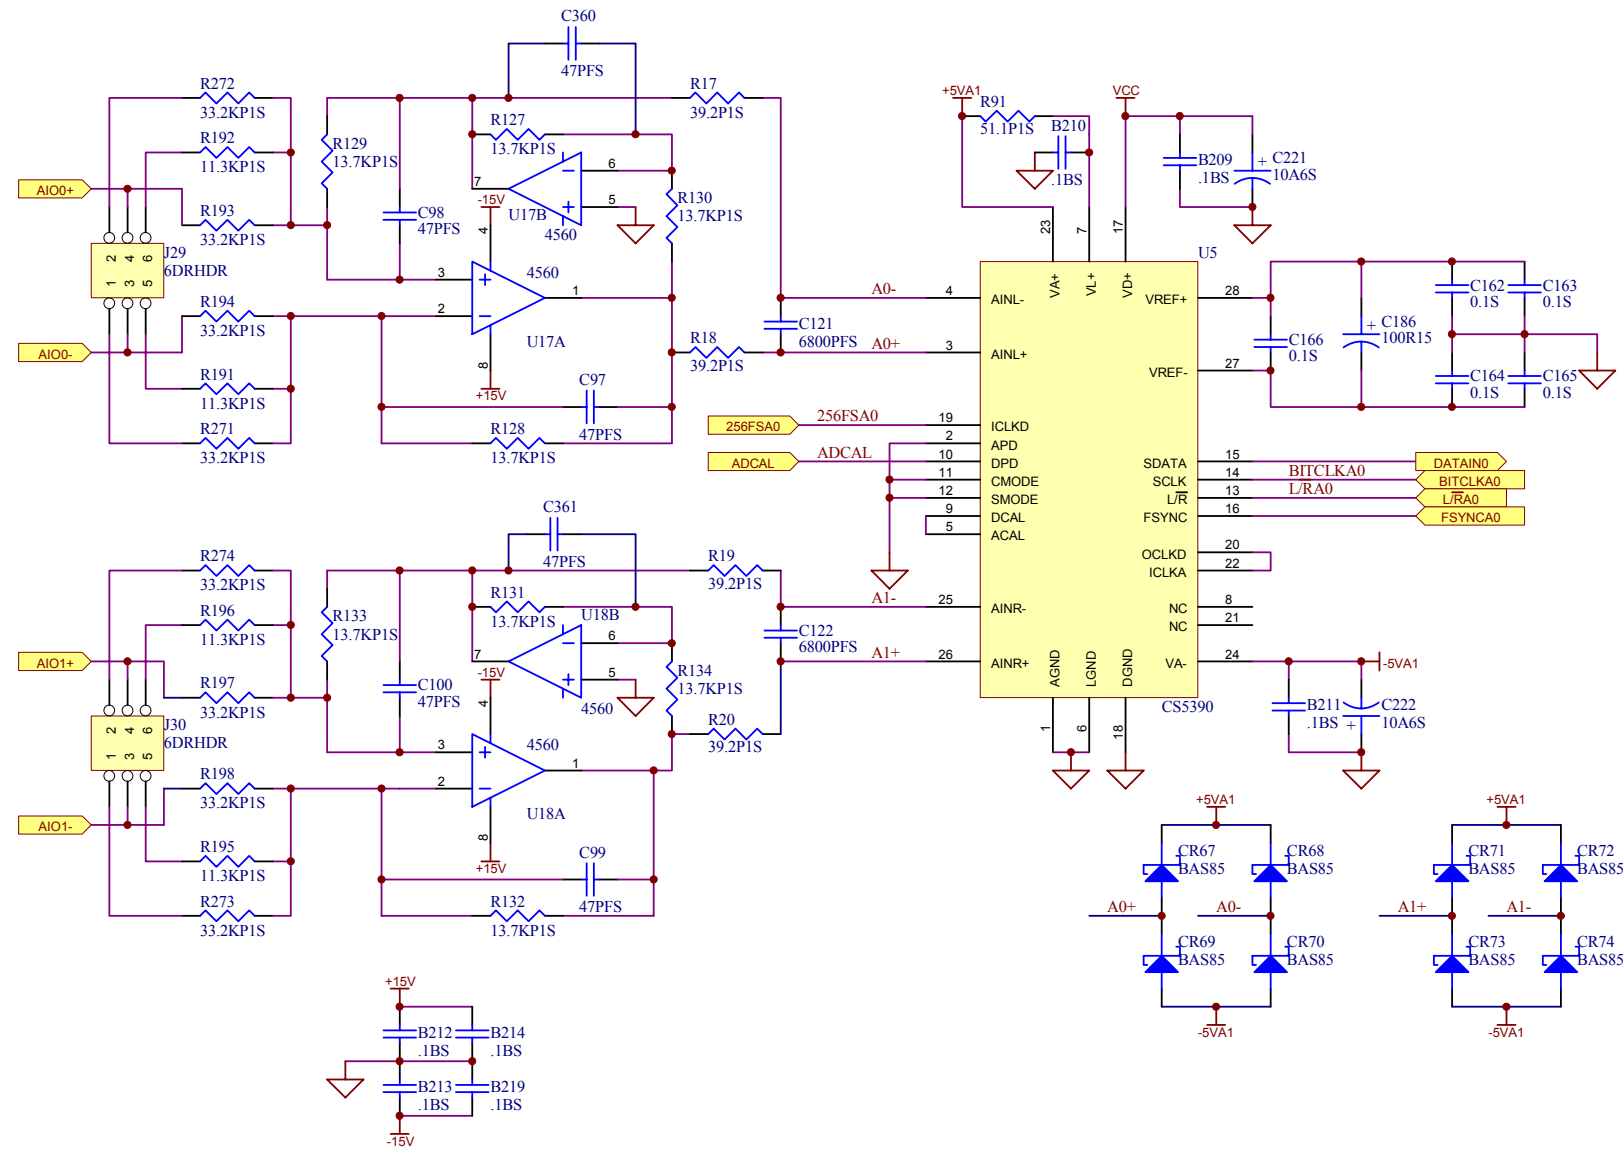 C360
47PFS
R272
33.2KP1S
R192
11.3KP1S
AIO0+
R193
33.2KP1S
R129
13.7KP1S
R127
13.7KP1S
R17
39.2P1S
6
7
5
-15V
U17B
4560
R130
13.7KP1S
C98
47PFS
4
J29
6DRHDR
2 4 6
1 3 5
3
2
4560
1
U17A
8
+15V
R194
33.2KP1S
AIO0-
R191
11.3KP1S
R271
33.2KP1S
C97
47PFS
R128
13.7KP1S
R18
39.2P1S
A0-
C121
6800PFS
A0+
256FSA0
256FSA0
ADCAL
ADCAL
+5VA1
R91
51.1P1S
B210
.1BS
VCC
B209
.1BS
+
C221
10A6S
23
7
17
U5
VA+
VL+
VD+
4
AINL-
3
AINL+
19
ICLKD
2
APD
10
DPD
11
CMODE
12
SMODE
9
DCAL
5
ACAL
25
AINR-
26
AINR+
AGND
LGND
DGND
1
6
18
CS5390
VREF+
28
VREF-
27
SDATA
15
SCLK
14
L/R
13
FSYNC
16
OCLKD
20
ICLKA
22
NC
8
NC
21
VA-
24
C166
0.1S
+
C186
100R15
C162
0.1S
C163
0.1S
C164
0.1S
C165
0.1S
DATAIN0
BITCLKA0
BITCLKA0
L/RA0
L/RA0
FSYNCA0
-5VA1
B211
.1BS
+
C222
10A6S
C361
47PFS
R274
33.2KP1S
R196
11.3KP1S
AIO1+
R197
33.2KP1S
R133
13.7KP1S
R131
13.7KP1S
U18B
6
7
5
4560
-15V
R134
13.7KP1S
R19
39.2P1S
A1-
C122
6800PFS
A1+
R20
39.2P1S
C100
47PFS
4
J30
6DRHDR
2 4 6
1 3 5
3
2
4560
1
U18A
8
+15V
R198
33.2KP1S
AIO1-
R195
11.3KP1S
R273
33.2KP1S
C99
47PFS
R132
13.7KP1S
+5VA1
CR67
BAS85
CR68
BAS85
A0+
A0-
CR69
BAS85
CR70
BAS85
-5VA1
+5VA1
CR71
BAS85
CR72
BAS85
A1+
A1-
CR73
BAS85
CR74
BAS85
-5VA1
+15V
B212
.1BS
B214
.1BS
B213
.1BS
B219
.1BS
-15V